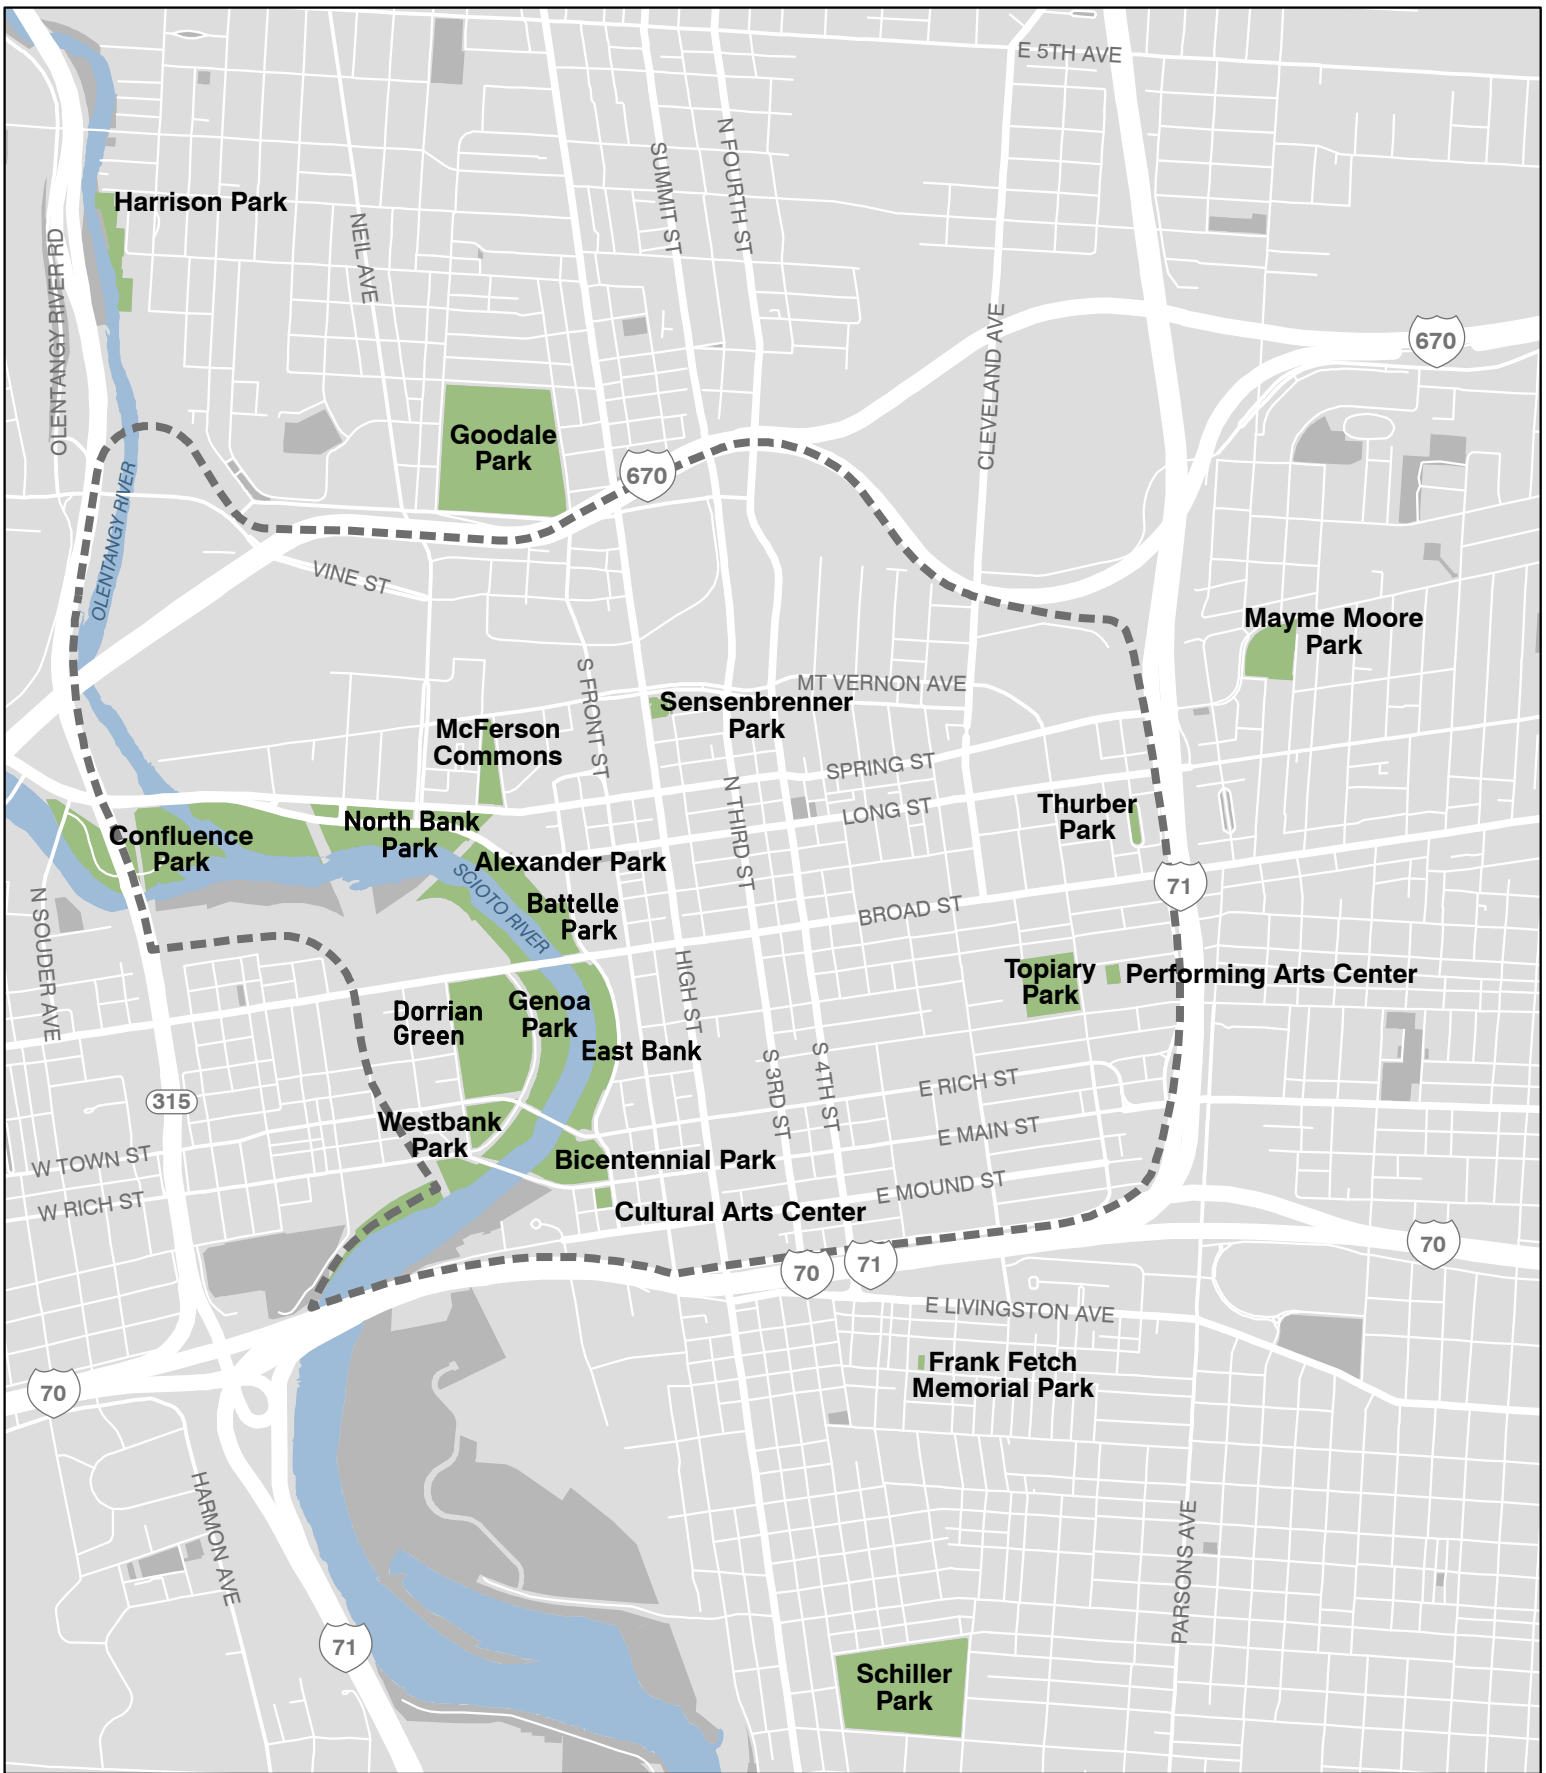 E 5TH AVE
N FOURTH ST
SUMMIT ST
Harrison Park
NEIL AVE
OLENTANGY RIVER RD
CLEVELAND AVE
670
Goodale
Park
670
OLENTANGY RIVER
VINE ST
Mayme Moore
Park
S FRONT ST
MT VERNON AVE
Sensenbrenner
Park
McFerson
Commons
SPRING ST
N THIRD ST
LONG ST
Thurber
Park
North Bank
Park
Confluence
Park
Alexander Park
SCIOTO RIVER
71
N SOUDER AVE
Battelle
Park
BROAD ST
HIGH ST
Topiary
Park
Performing Arts Center
Dorrian
Green
Genoa
Park
East Bank
S 3RD ST
S 4TH ST
E RICH ST
315
Westbank
Park
E MAIN ST
W TOWN ST
Bicentennial Park
E MOUND ST
W RICH ST
Cultural Arts Center
70
71
70
E LIVINGSTON AVE
Frank Fetch
Memorial Park
70
HARMON AVE
PARSONS AVE
71
Schiller
Park